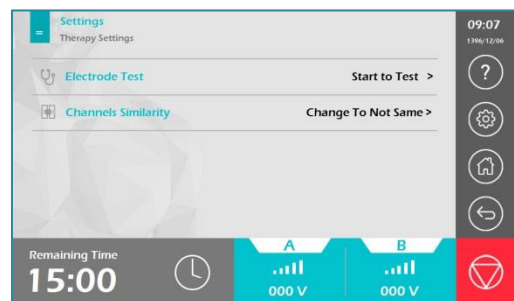 Settings
Therapy Settings
09:07
1396/12/06
Electrode Test Start to Test >
?
Channels Similarity Change To Not Same >
Remaining Time
15:00
A B
000 V 000 V